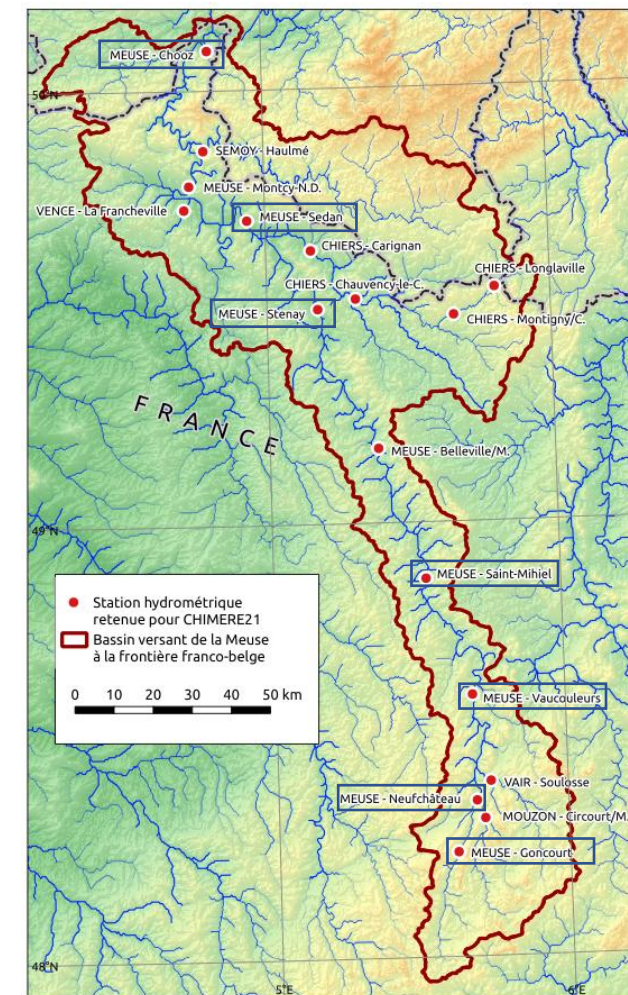 MEUSE - Chooz
50°N
SEMOY - Haulmé
MEUSE - Montcy-N.D.
VENCE - La Francheville
MEUSE - Sedan
CHIERS - Carignan
CHIERS - Longlaville
CHIERS - Chauvency-le-C.
MEUSE - Stenay
CHIERS - Montigny/C.
FRANCE
MEUSE - Belleville/M.
49°N
MEUSE - Saint-Mihiel
Station hydrométrique
retenue pour CHIMERE21
Bassin versant de la Meuse
à la frontière franco-belge
0 10 20 30 40 50 km
MEUSE - Vaucouleurs
VAIR - Soulosse
MEUSE - Neufchâteau
MOUZON - Circourt/M.
MEUSE - Goncourt
48°N
5°E
6°E